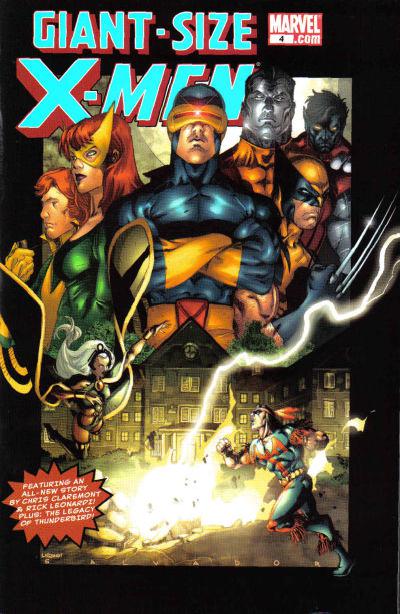 GIANT-SIZE
X-MEN
MARVEL
4 .com
FEATURING AN
ALL-NEW STORY
BY CHRIS CLAREMONT
& RICK LEONARDI!
PLUS: THE LEGACY
OF THUNDERBIRD!
SALVADOR